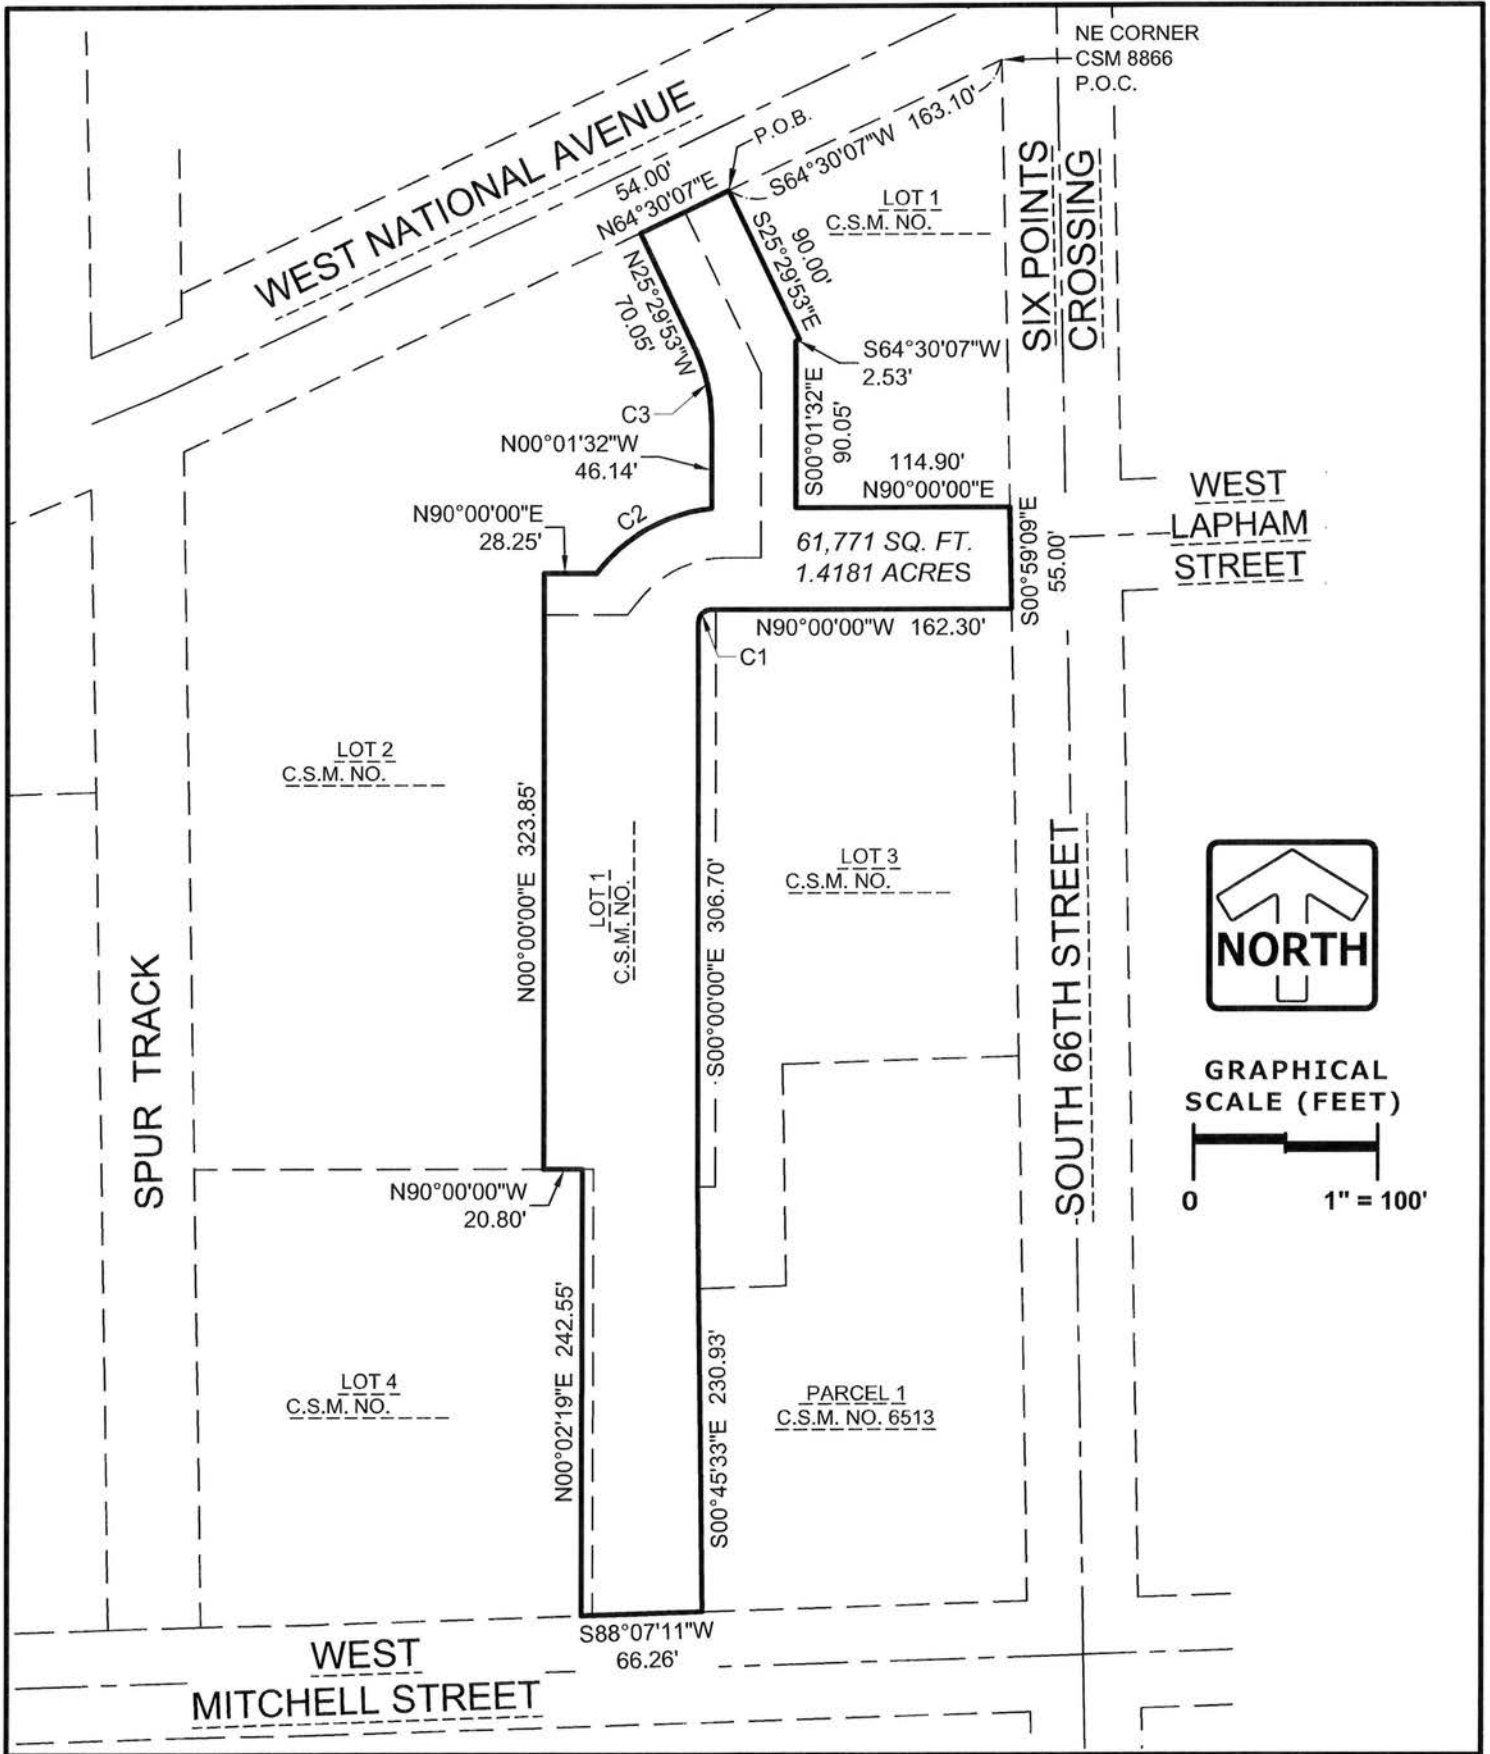 NE CORNER
CSM 8866
P.O.C.
WEST NATIONAL AVENUE
S64°30'07"W 163.10'
P.O.B.
54.00'
N64°30'07"E
LOT 1
C.S.M. NO.
SIX POINTS
CROSSING
90.00'
S25°29'53"E
N25°29'53"W
70.05'
S64°30'07"W
2.53'
C3
S00°01'32"E
90.05'
N00°01'32"W
46.14'
114.90'
N90°00'00"E
WEST
LAPHAM
STREET
N90°00'00"E
28.25'
C2
61,771 SQ. FT.
1.4181 ACRES
S00°59'09"E
55.00'
N90°00'00"W 162.30'
C1
LOT 2
C.S.M. NO.
N00°00'00"E 323.85'
LOT 1
C.S.M. NO.
S00°00'00"E 306.70'
LOT 3
C.S.M. NO.
SOUTH 66TH STREET
NORTH
SPUR TRACK
GRAPHICAL
SCALE (FEET)
0 1" = 100'
N90°00'00"W
20.80'
N00°02'19"E 242.55'
S00°45'33"E 230.93'
LOT 4
C.S.M. NO.
PARCEL 1
C.S.M. NO. 6513
S88°07'11"W
66.26'
WEST
MITCHELL STREET